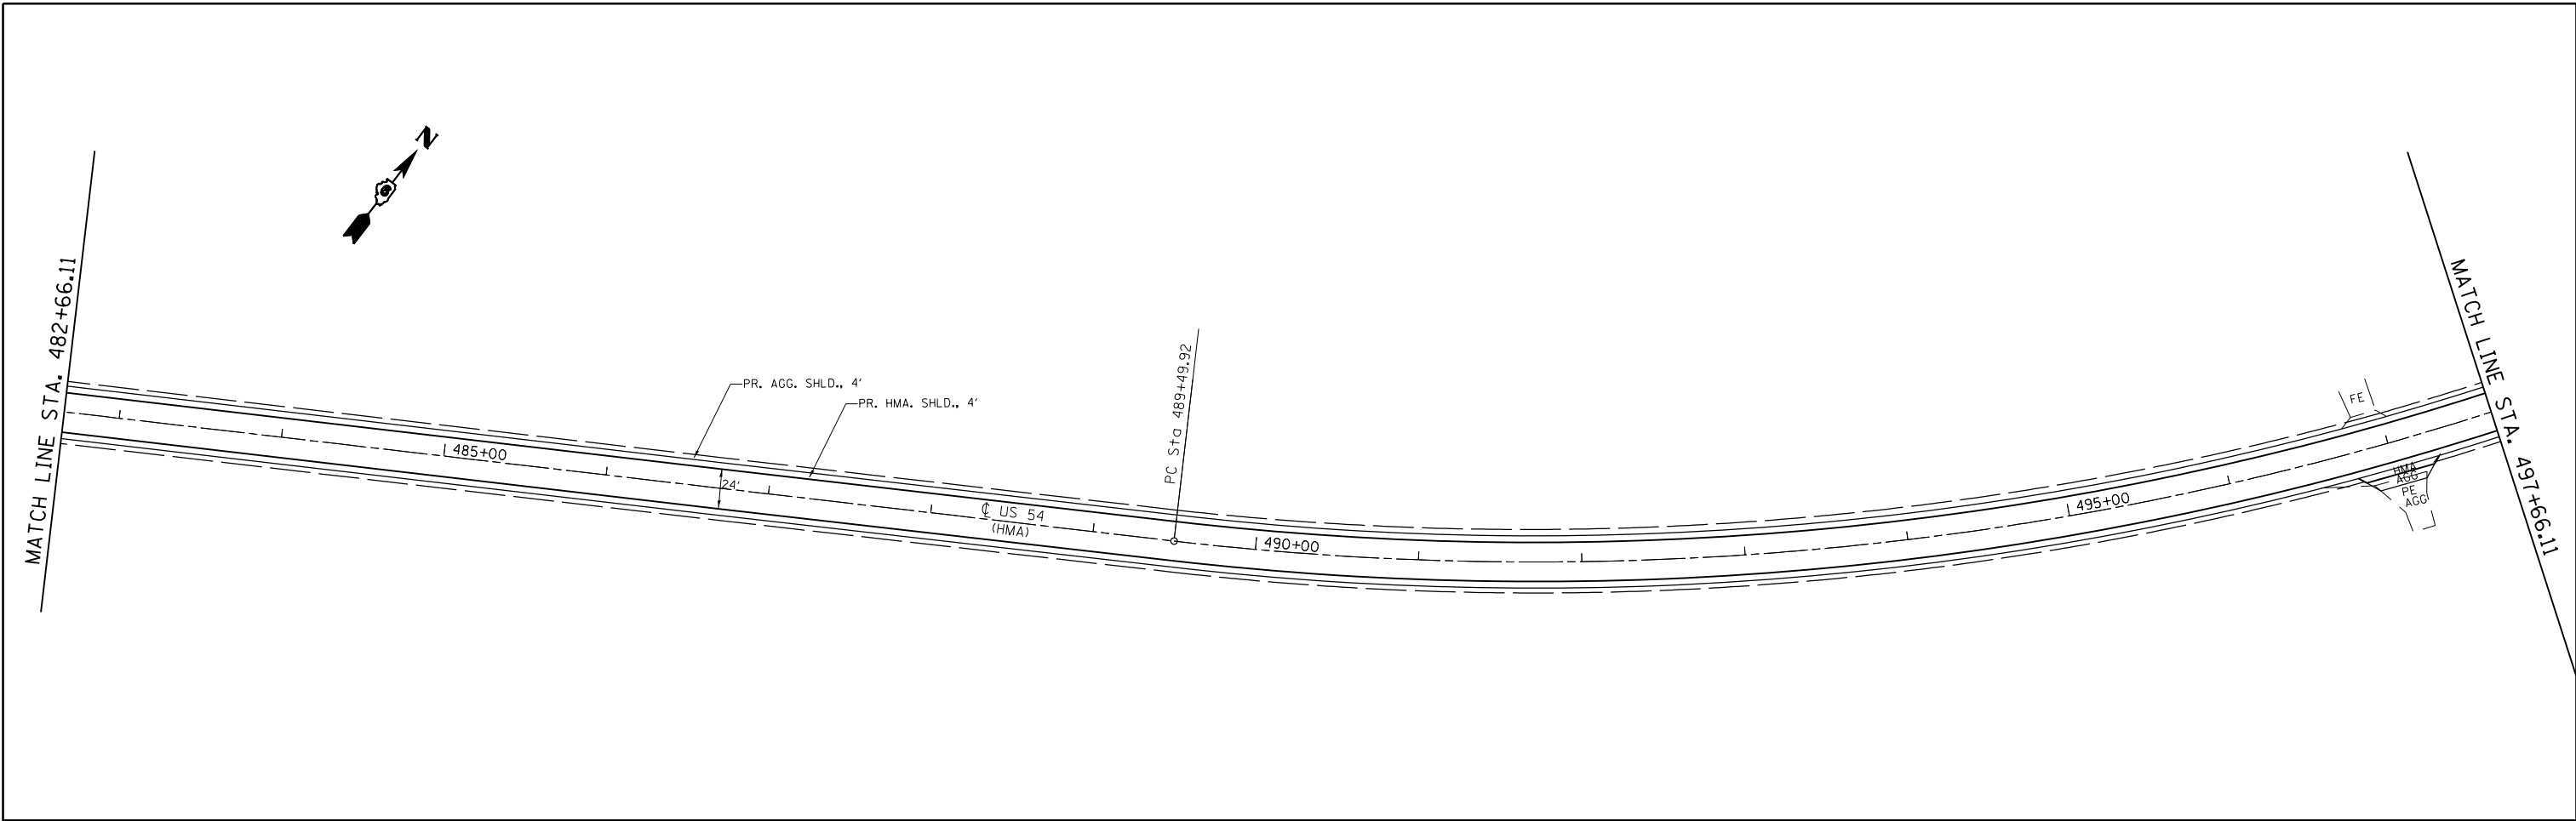 N
MATCH LINE STA. 482+66.11
PR. AGG. SHLD., 4'
PR. HMA. SHLD., 4'
485+00
24'
℄ US 54
(HMA)
PC Sta 489+49.92
490+00
495+00
FE
HMA
AGG
PE
AGG
MATCH LINE STA. 497+66.11